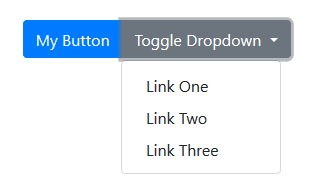 My Button Toggle Dropdown
Link One
Link Two
Link Three